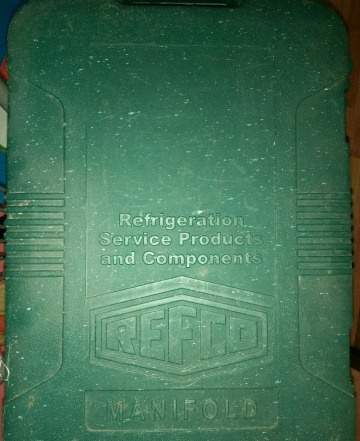 Refrigeration
Service Products
and Components
REFCO
MANIFOLD